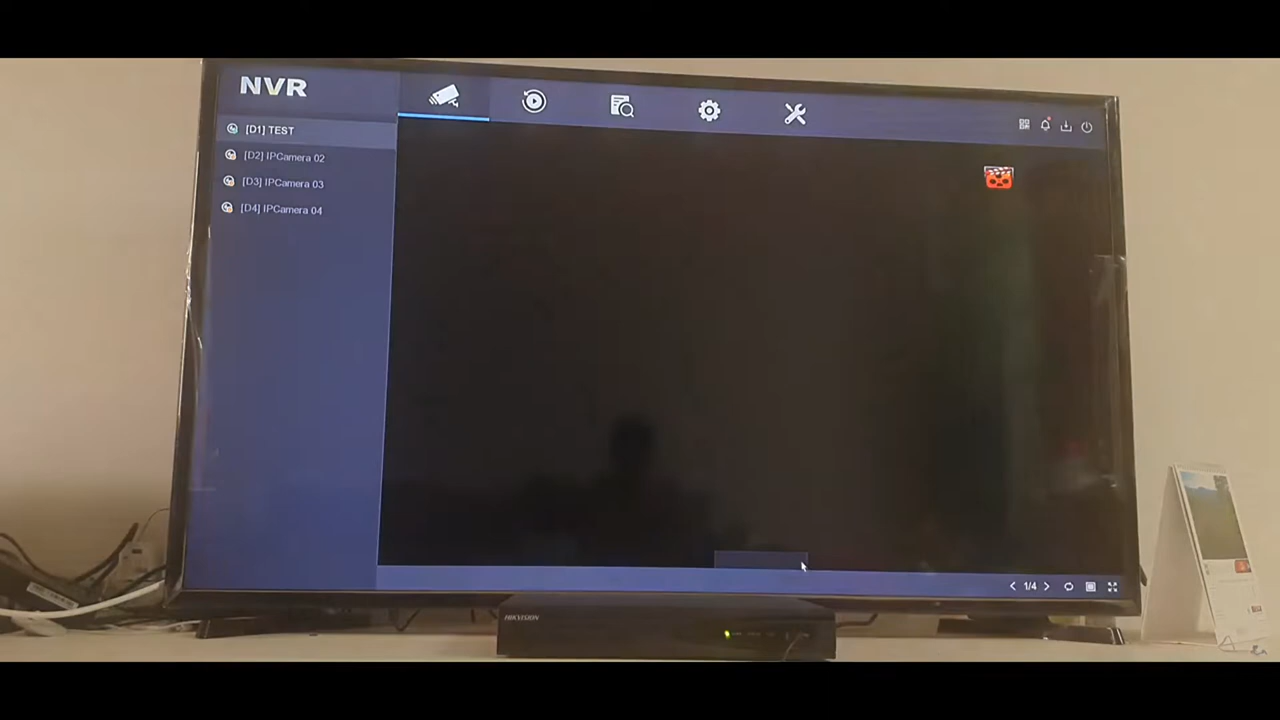 NVR
[D1] TEST
[D2] IPCamera 02
[D3] IPCamera 03
[D4] IPCamera 04
1/4
HIKVISION